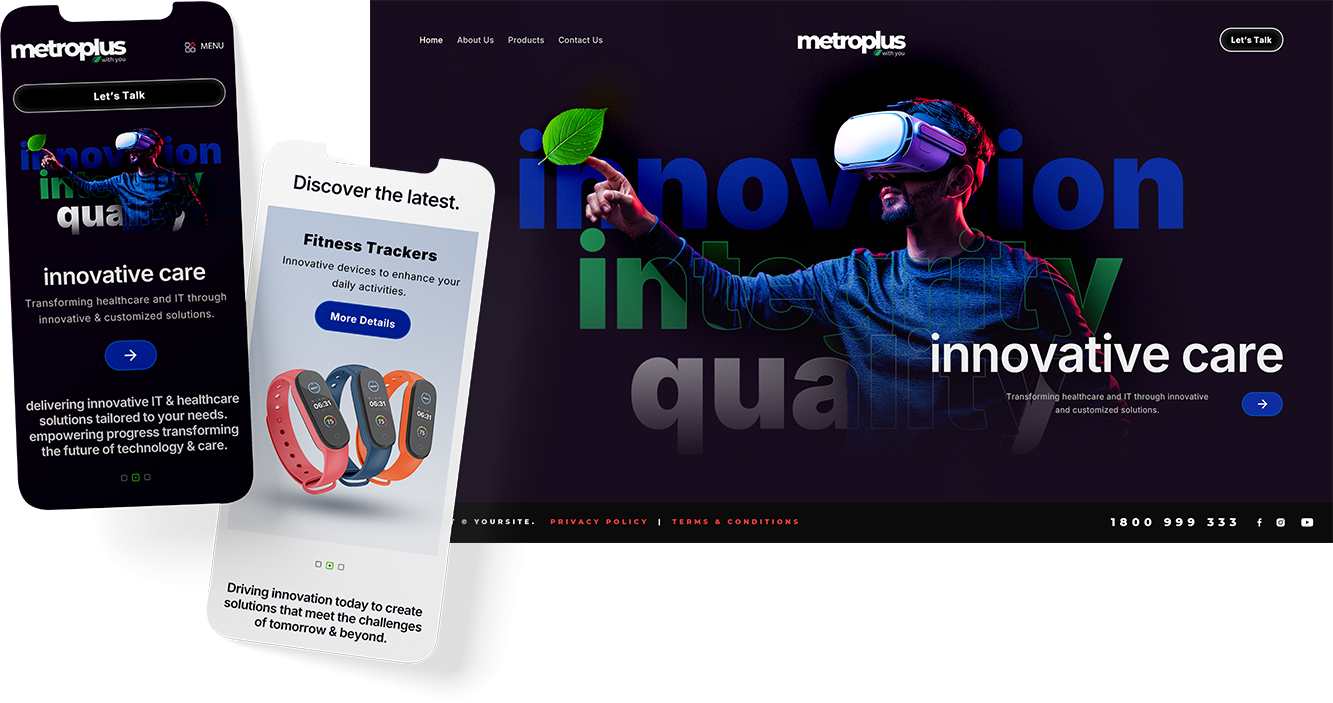 metroplus
with you
MENU
Let's Talk
innovation
integrity
quality
innovative care
Transforming healthcare and IT through
innovative & customized solutions.
delivering innovative IT & healthcare
solutions tailored to your needs.
empowering progress transforming
the future of technology & care.
Discover the latest.
Fitness Trackers
Innovative devices to enhance your
daily activities.
More Details
06:31
75
06:31
75
06:31
75
Driving innovation today to create
solutions that meet the challenges
of tomorrow & beyond.
Home About Us Products Contact Us
metroplus
with you
Let's Talk
innovation
integrity
quality
innovative care
Transforming healthcare and IT through innovative
and customized solutions.
© YOURSITE. PRIVACY POLICY | TERMS & CONDITIONS
1800 999 333